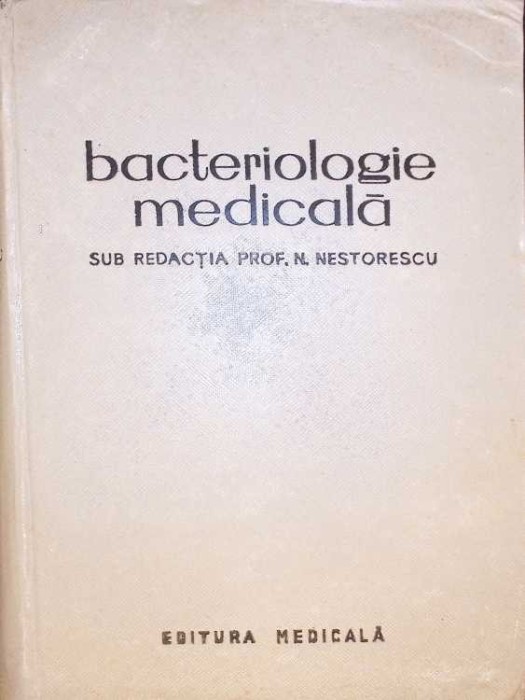 bacteriologie
medicală
SUB REDACȚIA PROF. N. NESTORESCU
EDITURA MEDICALĂ